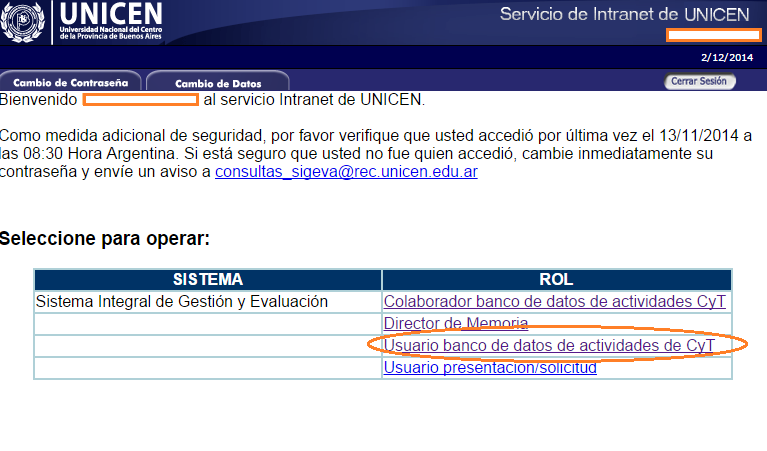 UNICEN
Universidad Nacional del Centro
de la Provincia de Buenos Aires
Servicio de Intranet de UNICEN
2/12/2014
Cambio de Contraseña
Cambio de Datos
Cerrar Sesión
Bienvenido al servicio Intranet de UNICEN.
Como medida adicional de seguridad, por favor verifique que usted accedió por última vez el 13/11/2014 a
las 08:30 Hora Argentina. Si está seguro que usted no fue quien accedió, cambie inmediatamente su
contraseña y envíe un aviso a consultas_sigeva@rec.unicen.edu.ar
Seleccione para operar:
SISTEMA ROL
Sistema Integral de Gestión y Evaluación Colaborador banco de datos de actividades CyT
Director de Memoria
Usuario banco de datos de actividades de CyT
Usuario presentación/solicitud